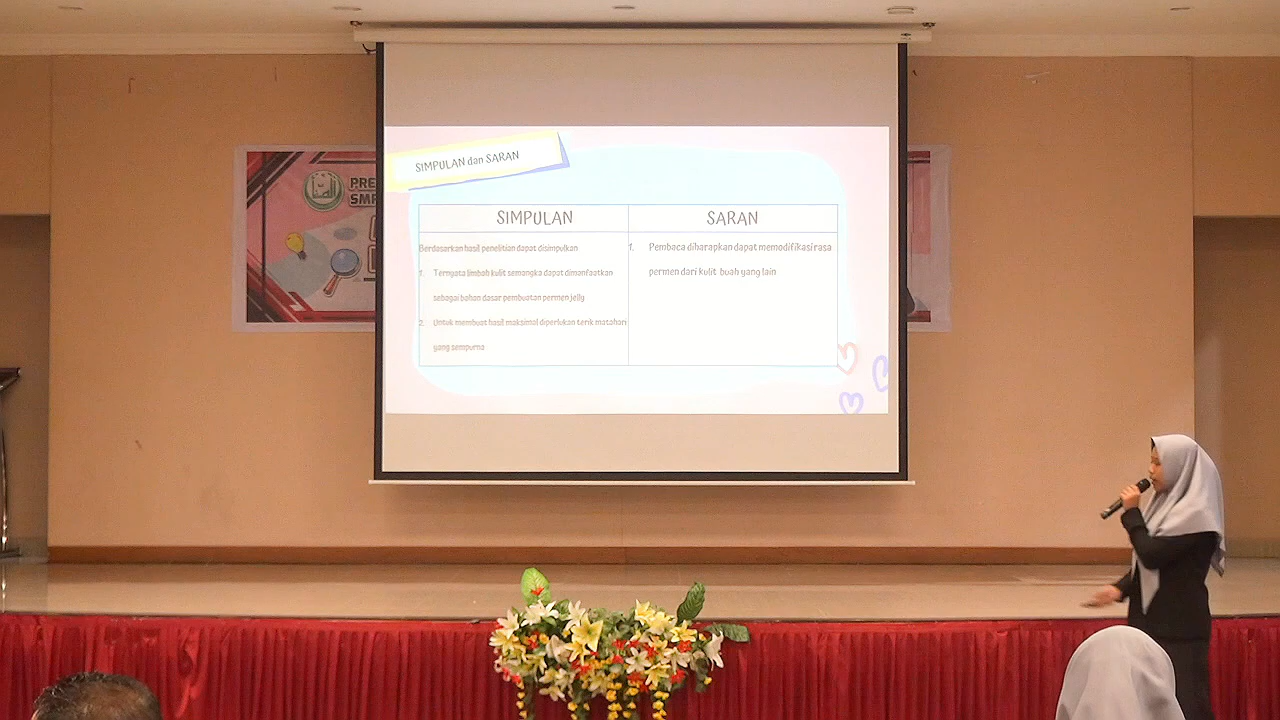 PRE
SMP
SIMPULAN dan SARAN
SIMPULAN
SARAN
Berdasarkan hasil penelitian dapat disimpulkan
1. Ternyata limbah kulit semangka dapat dimanfaatkan
sebagai bahan dasar pembuatan permen jelly
2. Untuk membuat hasil maksimal diperlukan terik matahari
yang sempurna
1. Pembaca diharapkan dapat memodifikasi rasa
permen dari kulit buah yang lain